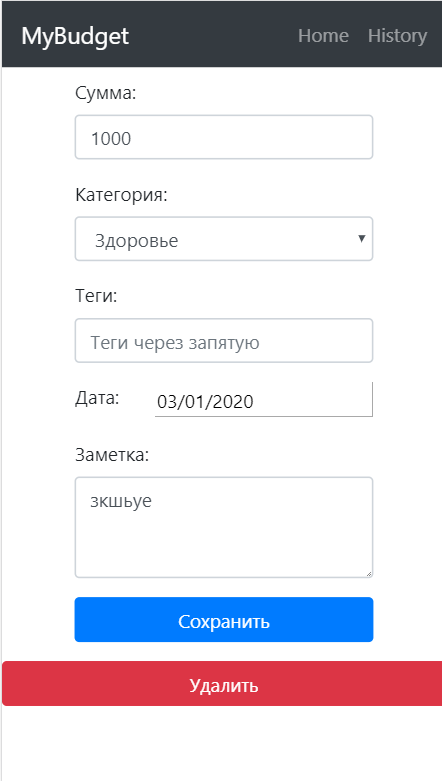 MyBudget Home History
Сумма:
1000
Категория:
Здоровье
Теги:
Теги через запятую
Дата: 03/01/2020
Заметка:
зкшьуе
Сохранить
Удалить